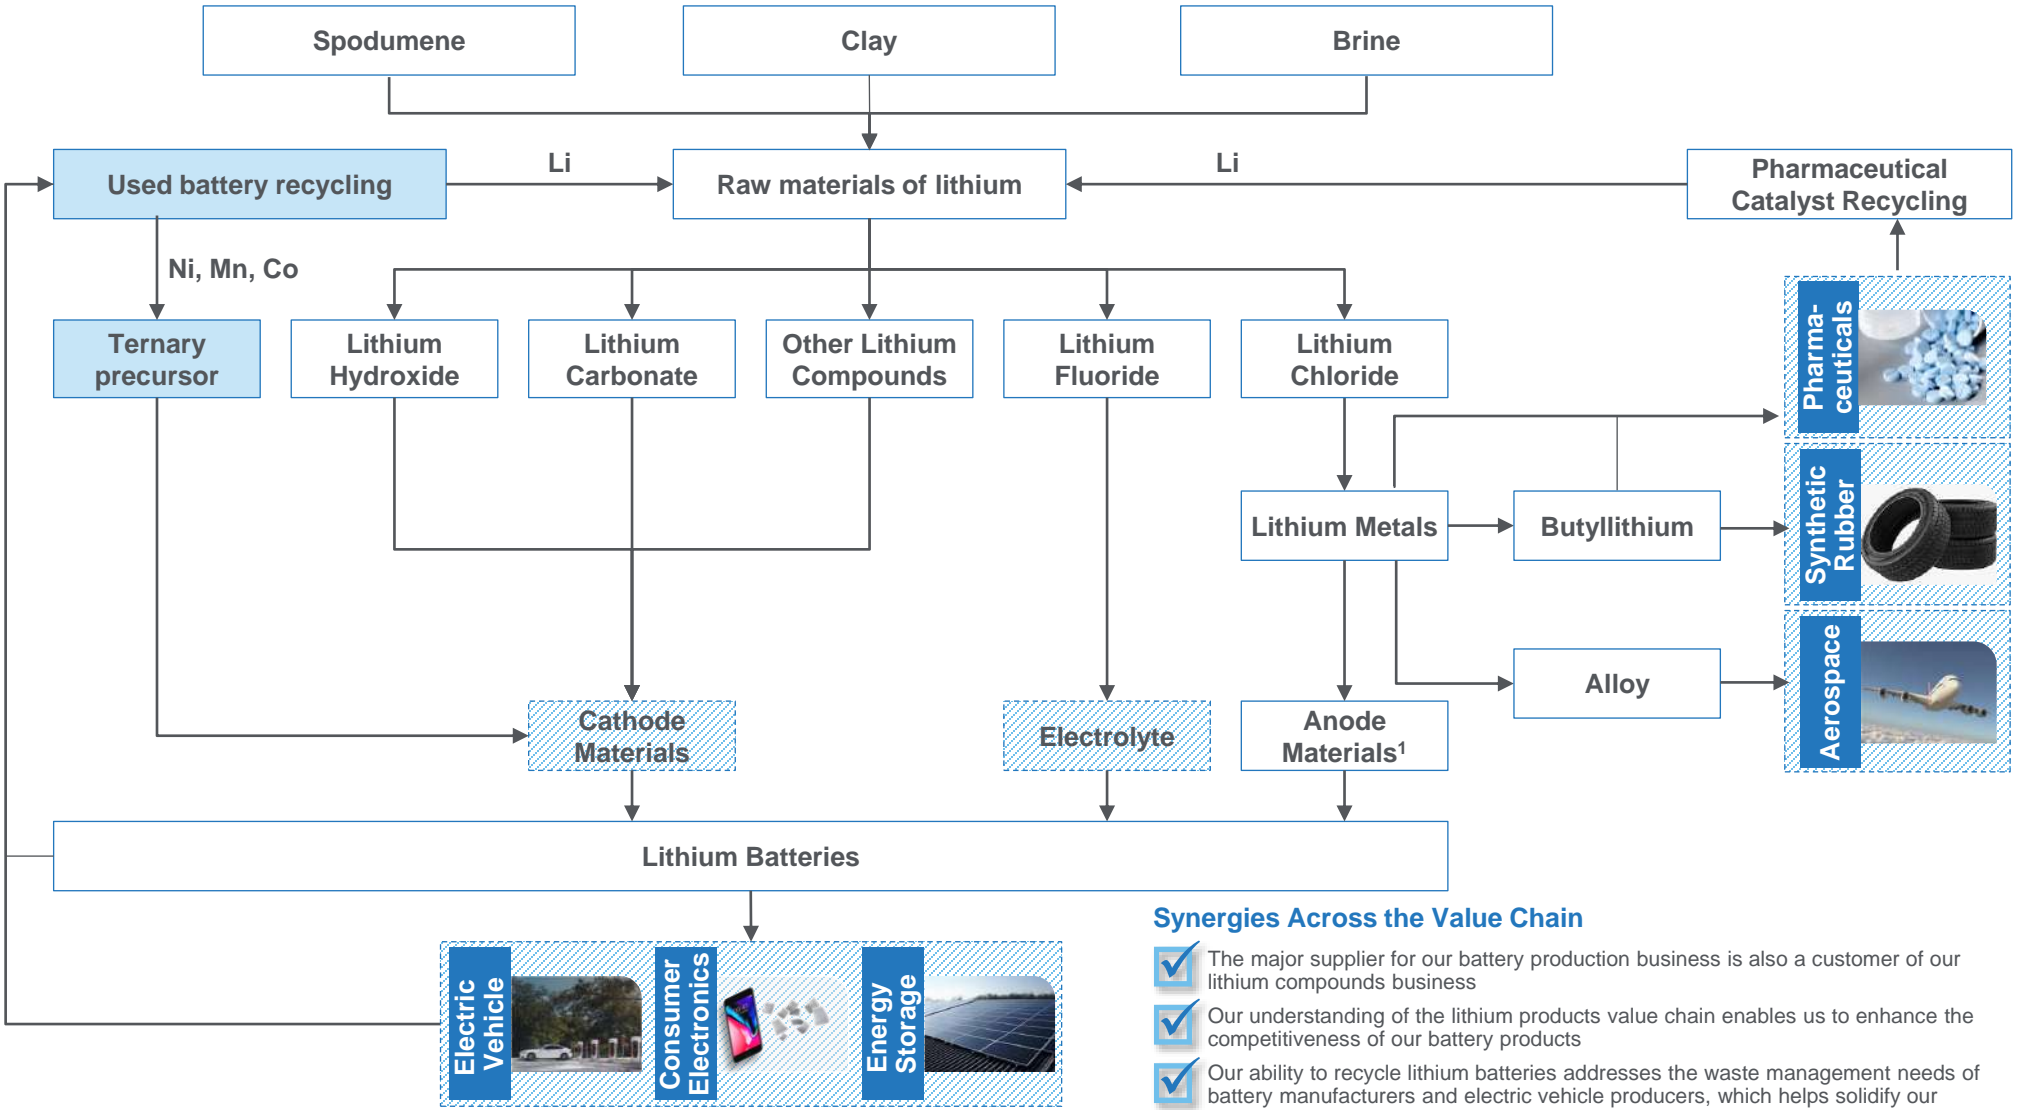 Spodumene
Clay
Brine
Used battery recycling
Li
Raw materials of lithium
Li
Pharmaceutical
Catalyst Recycling
Ni, Mn, Co
Ternary
precursor
Lithium
Hydroxide
Lithium
Carbonate
Other Lithium
Compounds
Lithium
Fluoride
Lithium
Chloride
Pharma-
ceuticals
Lithium Metals
Butyllithium
Synthetic
Rubber
Alloy
Aerospace
Cathode
Materials
Electrolyte
Anode
Materials¹
Lithium Batteries
Electric
Vehicle
Consumer
Electronics
Energy
Storage
Synergies Across the Value Chain
The major supplier for our battery production business is also a customer of our
lithium compounds business
Our understanding of the lithium products value chain enables us to enhance the
competitiveness of our battery products
Our ability to recycle lithium batteries addresses the waste management needs of
battery manufacturers and electric vehicle producers, which helps solidify our